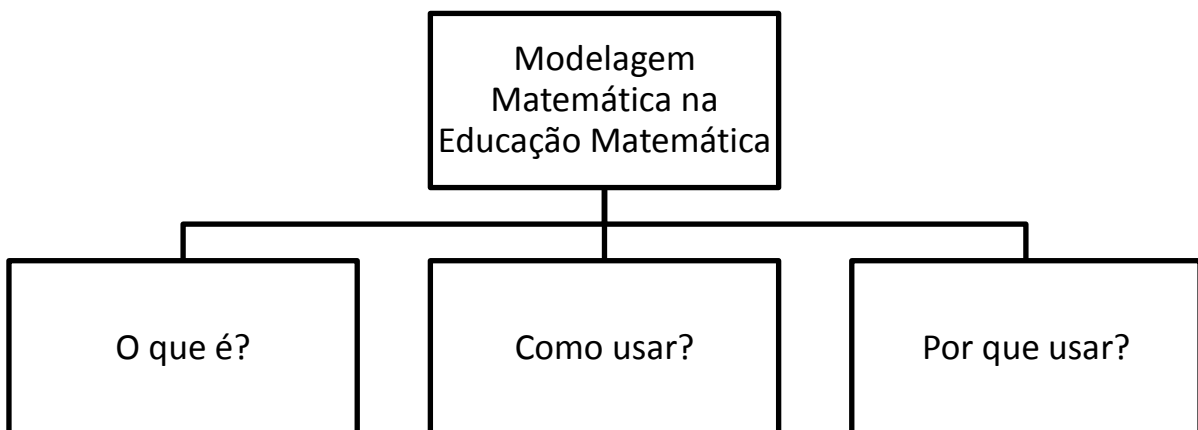 Modelagem
Matemática na
Educação Matemática
O que é?
Como usar?
Por que usar?